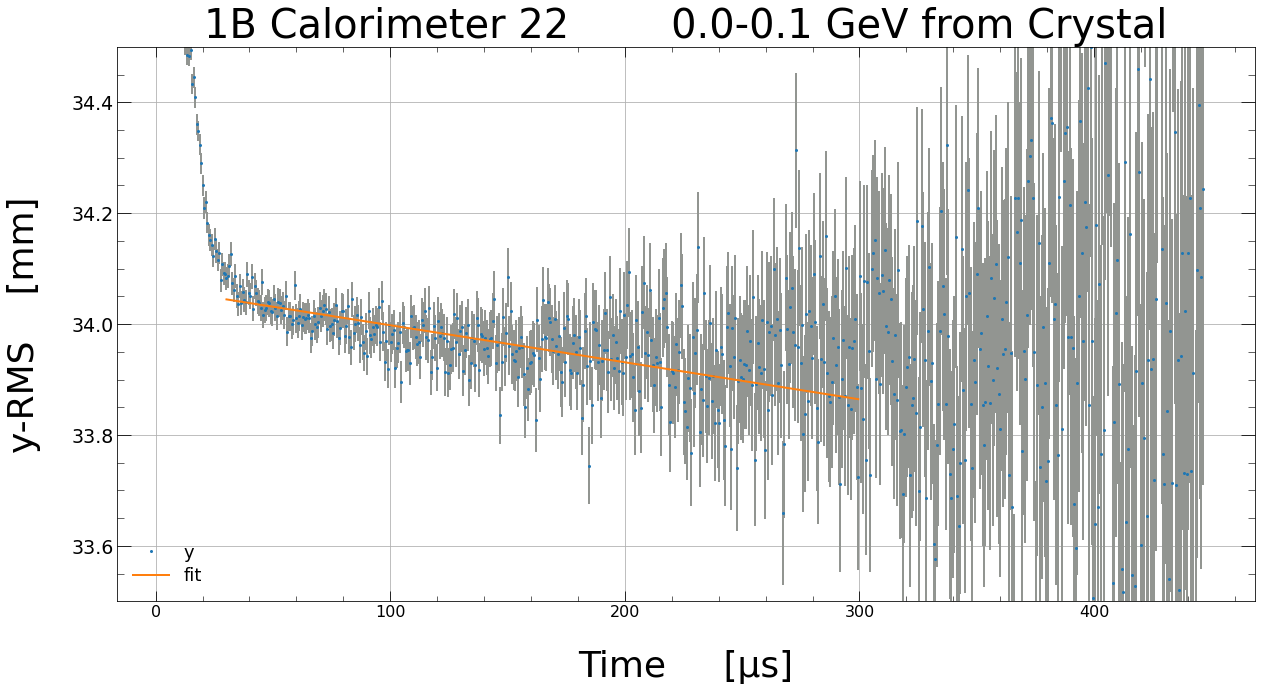 1B Calorimeter 22 0.0-0.1 GeV from Crystal
y-RMS [mm]
34.4
34.2
34.0
33.8
33.6
y
fit
0 100 200 300 400
Time [μs]